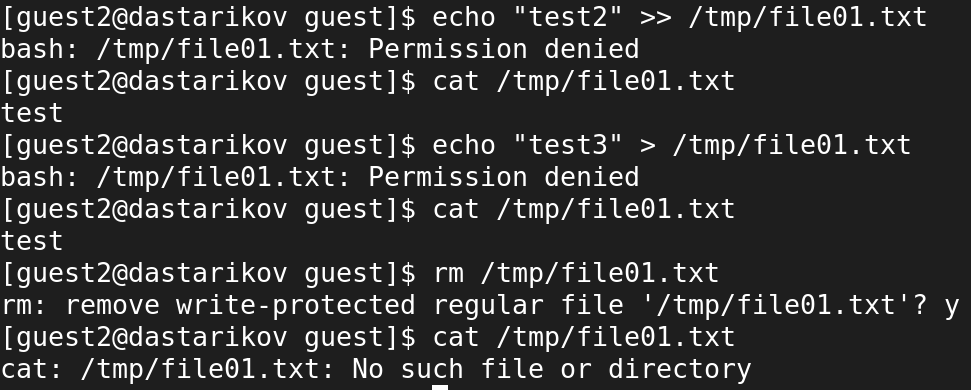 [guest2@dastarikov guest]$ echo "test2" >> /tmp/file01.txt
bash: /tmp/file01.txt: Permission denied
[guest2@dastarikov guest]$ cat /tmp/file01.txt
test
[guest2@dastarikov guest]$ echo "test3" > /tmp/file01.txt
bash: /tmp/file01.txt: Permission denied
[guest2@dastarikov guest]$ cat /tmp/file01.txt
test
[guest2@dastarikov guest]$ rm /tmp/file01.txt
rm: remove write-protected regular file '/tmp/file01.txt'? y
[guest2@dastarikov guest]$ cat /tmp/file01.txt
cat: /tmp/file01.txt: No such file or directory